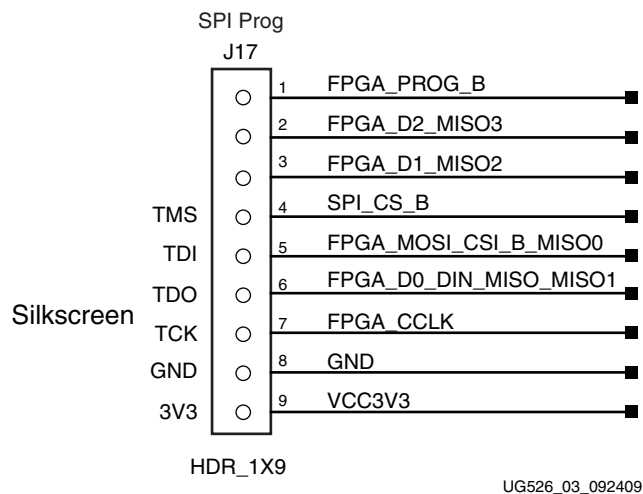 SPI Prog
J17
1 FPGA_PROG_B
2 FPGA_D2_MISO3
3 FPGA_D1_MISO2
TMS 4 SPI_CS_B
TDI 5 FPGA_MOSI_CSI_B_MISO0
TDO 6 FPGA_D0_DIN_MISO_MISO1
Silkscreen
TCK 7 FPGA_CCLK
GND 8 GND
3V3 9 VCC3V3
HDR_1X9
UG526_03_092409